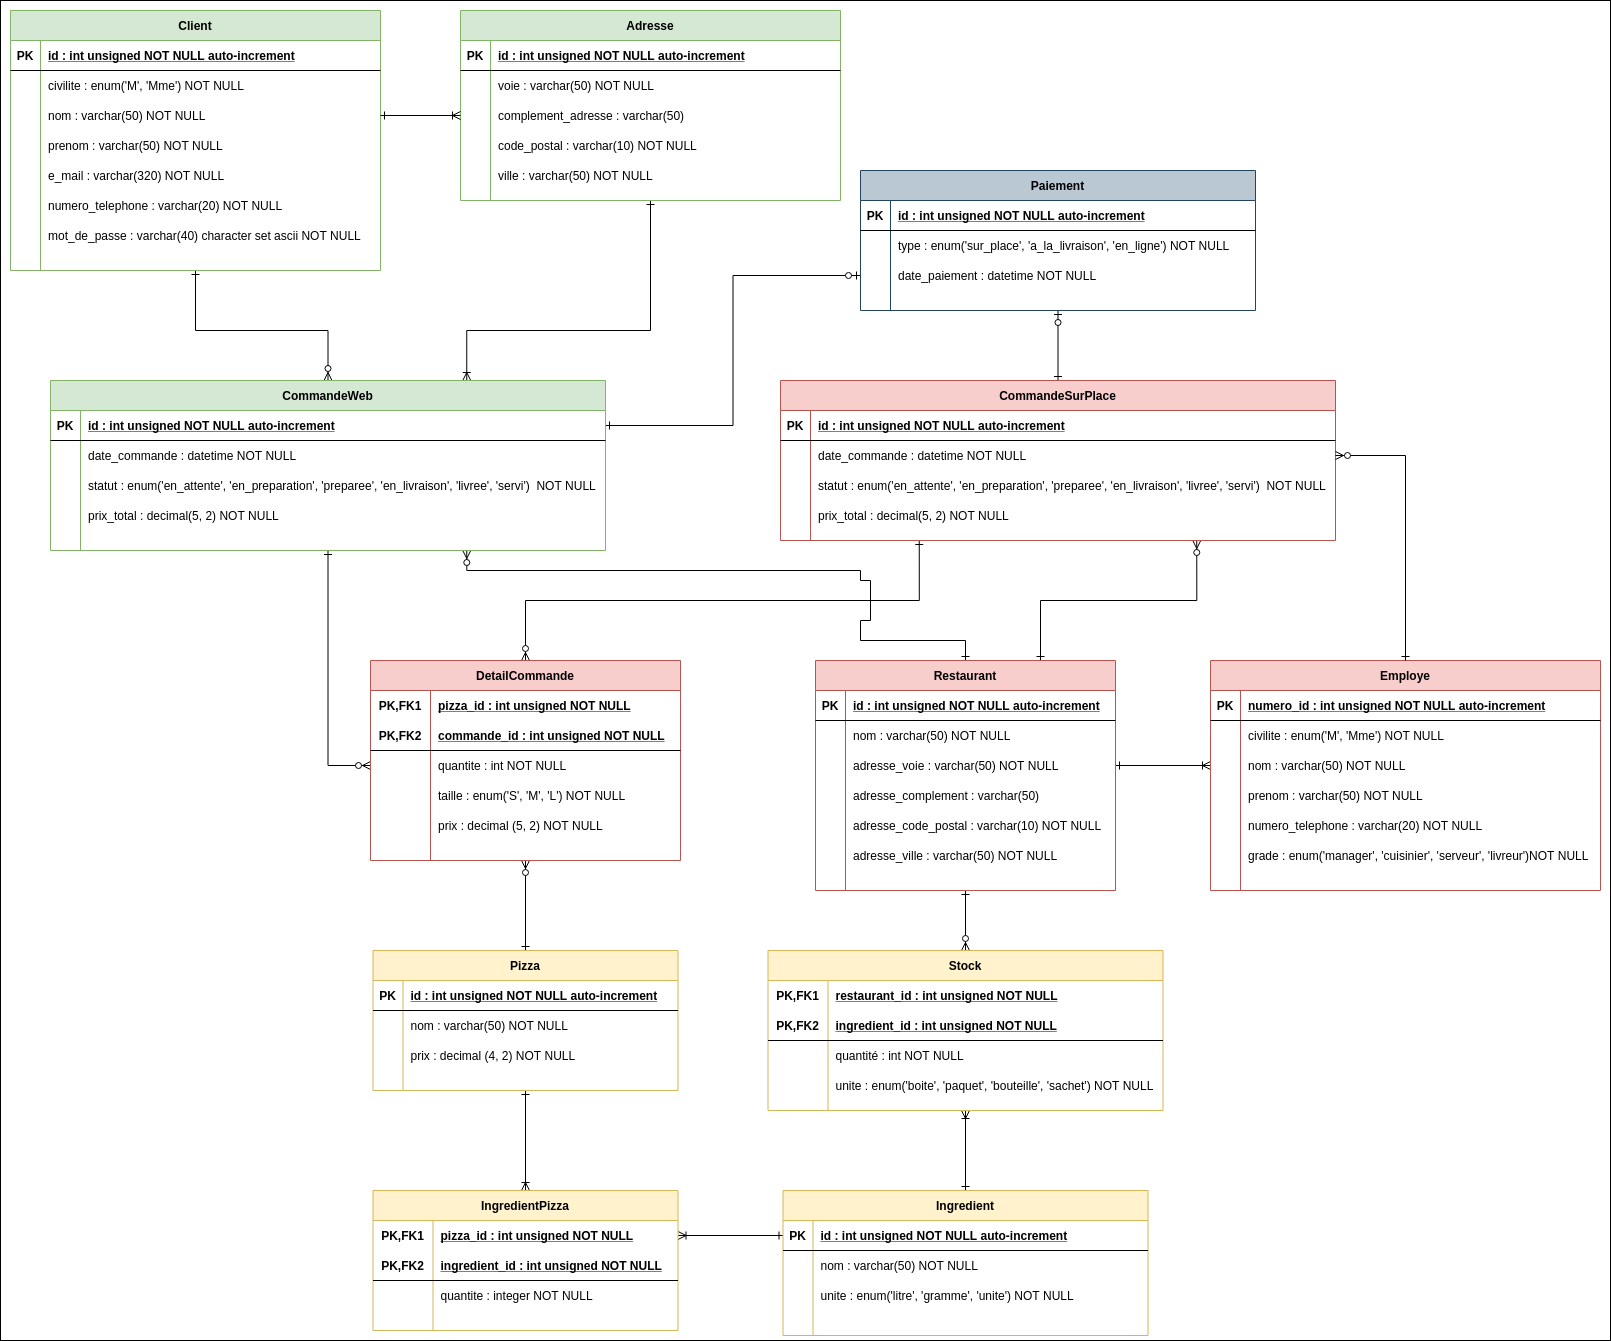 Client
PK id : int unsigned NOT NULL auto-increment
civilite : enum('M', 'Mme') NOT NULL
nom : varchar(50) NOT NULL
prenom : varchar(50) NOT NULL
e_mail : varchar(320) NOT NULL
numero_telephone : varchar(20) NOT NULL
mot_de_passe : varchar(40) character set ascii NOT NULL
Adresse
PK id : int unsigned NOT NULL auto-increment
voie : varchar(50) NOT NULL
complement_adresse : varchar(50)
code_postal : varchar(10) NOT NULL
ville : varchar(50) NOT NULL
Paiement
PK id : int unsigned NOT NULL auto-increment
type : enum('sur_place', 'a_la_livraison', 'en_ligne') NOT NULL
date_paiement : datetime NOT NULL
CommandeWeb
PK id : int unsigned NOT NULL auto-increment
date_commande : datetime NOT NULL
statut : enum('en_attente', 'en_preparation', 'preparee', 'en_livraison', 'livree', 'servi') NOT NULL
prix_total : decimal(5, 2) NOT NULL
CommandeSurPlace
PK id : int unsigned NOT NULL auto-increment
date_commande : datetime NOT NULL
statut : enum('en_attente', 'en_preparation', 'preparee', 'en_livraison', 'livree', 'servi') NOT NULL
prix_total : decimal(5, 2) NOT NULL
DetailCommande
PK,FK1 pizza_id : int unsigned NOT NULL
PK,FK2 commande_id : int unsigned NOT NULL
quantite : int NOT NULL
taille : enum('S', 'M', 'L') NOT NULL
prix : decimal (5, 2) NOT NULL
Restaurant
PK id : int unsigned NOT NULL auto-increment
nom : varchar(50) NOT NULL
adresse_voie : varchar(50) NOT NULL
adresse_complement : varchar(50)
adresse_code_postal : varchar(10) NOT NULL
adresse_ville : varchar(50) NOT NULL
Employe
PK numero_id : int unsigned NOT NULL auto-increment
civilite : enum('M', 'Mme') NOT NULL
nom : varchar(50) NOT NULL
prenom : varchar(50) NOT NULL
numero_telephone : varchar(20) NOT NULL
grade : enum('manager', 'cuisinier', 'serveur', 'livreur')NOT NULL
Pizza
PK id : int unsigned NOT NULL auto-increment
nom : varchar(50) NOT NULL
prix : decimal (4, 2) NOT NULL
Stock
PK,FK1 restaurant_id : int unsigned NOT NULL
PK,FK2 ingredient_id : int unsigned NOT NULL
quantité : int NOT NULL
unite : enum('boite', 'paquet', 'bouteille', 'sachet') NOT NULL
IngredientPizza
PK,FK1 pizza_id : int unsigned NOT NULL
PK,FK2 ingredient_id : int unsigned NOT NULL
quantite : integer NOT NULL
Ingredient
PK id : int unsigned NOT NULL auto-increment
nom : varchar(50) NOT NULL
unite : enum('litre', 'gramme', 'unite') NOT NULL